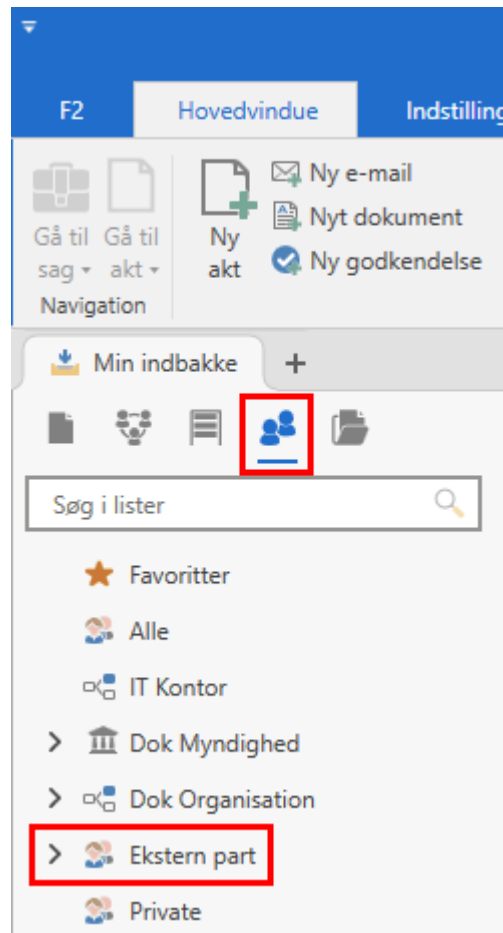 F2
Hovedvindue
Indstilling
Gå til sag
Gå til akt
Ny akt
Ny e-mail
Nyt dokument
Ny godkendelse
Navigation
Min indbakke
Søg i lister
Favoritter
Alle
IT Kontor
Dok Myndighed
Dok Organisation
Ekstern part
Private